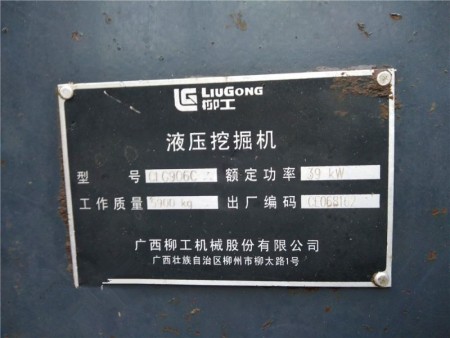 LIUGONG
柳工
液压挖掘机
型 号 CLG906C 额定功率 39 kW
工作质量 5900 kg 出厂编码
广西柳工机械股份有限公司
广西壮族自治区柳州市柳太路1号